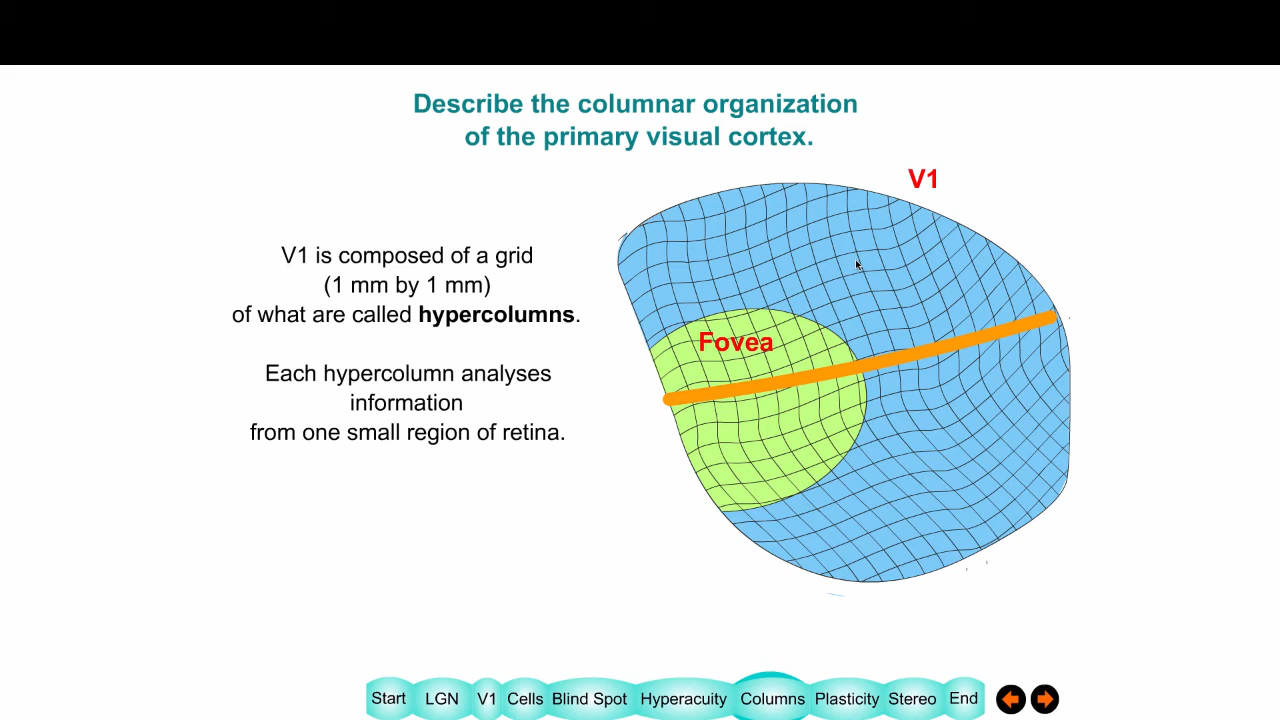 Describe the columnar organization
of the primary visual cortex.
V1
V1 is composed of a grid
(1 mm by 1 mm)
of what are called hypercolumns.
Fovea
Each hypercolumn analyses
information
from one small region of retina.
Start LGN V1 Cells Blind Spot Hyperacuity Columns Plasticity Stereo End